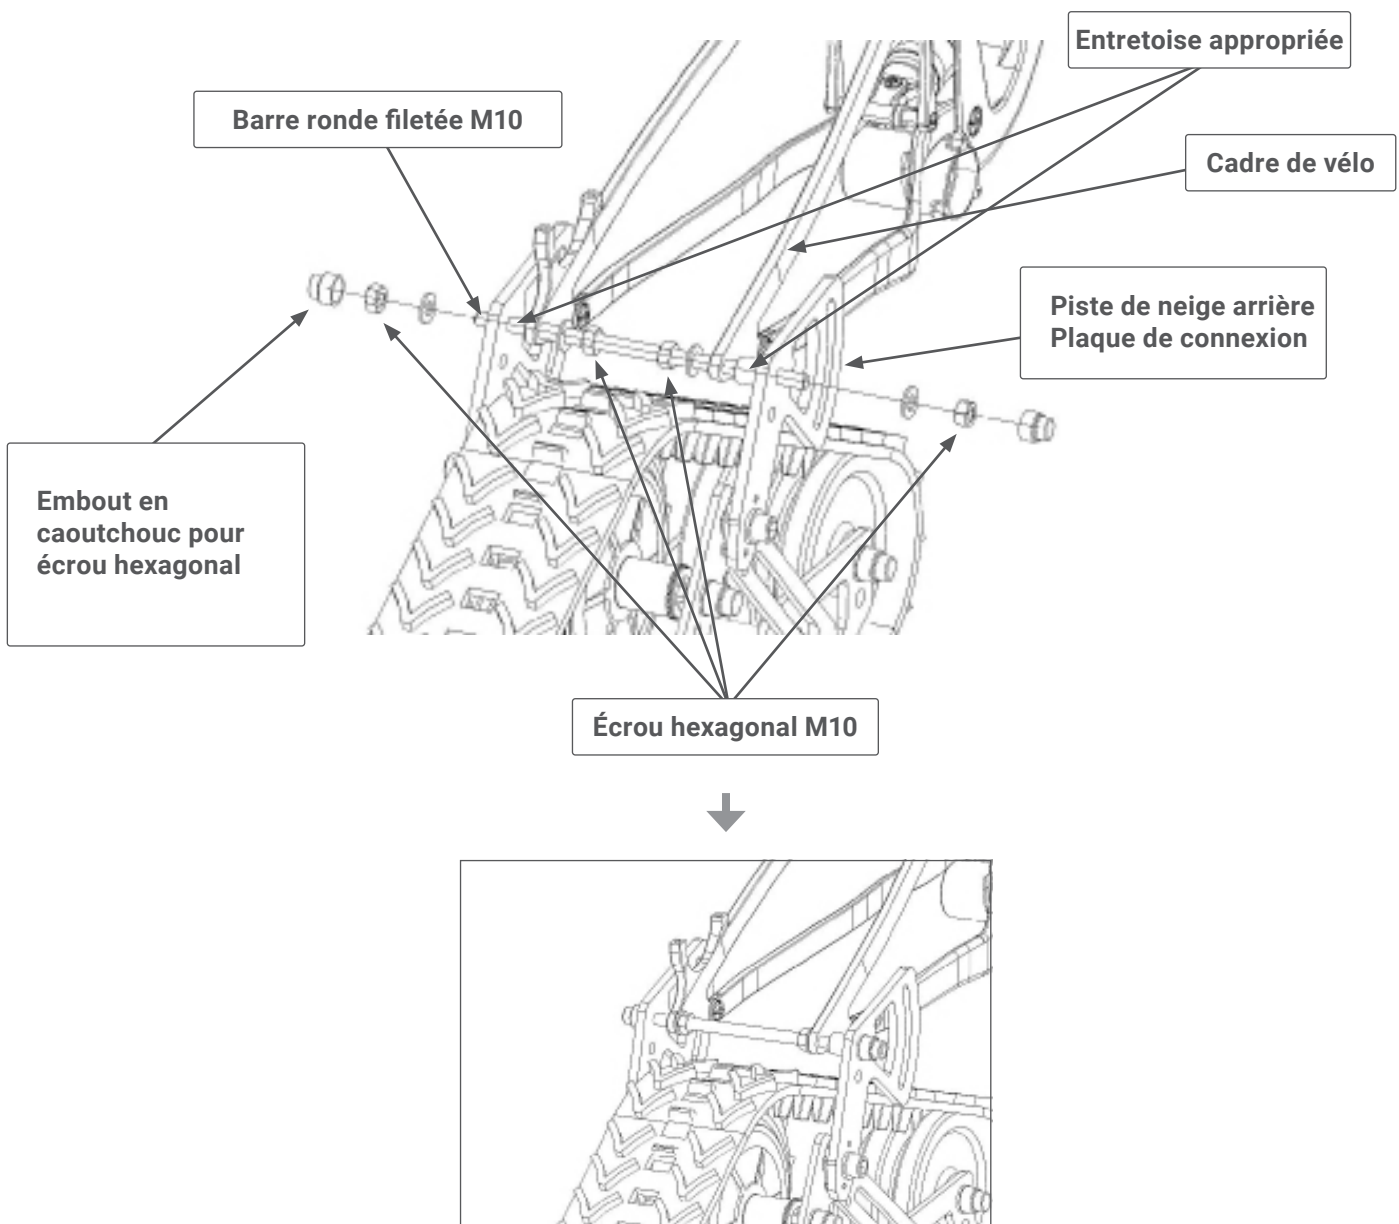 Entretoise appropriée
Barre ronde filetée M10
Cadre de vélo
Piste de neige arrière
Plaque de connexion
Embout en
caoutchouc pour
écrou hexagonal
Écrou hexagonal M10